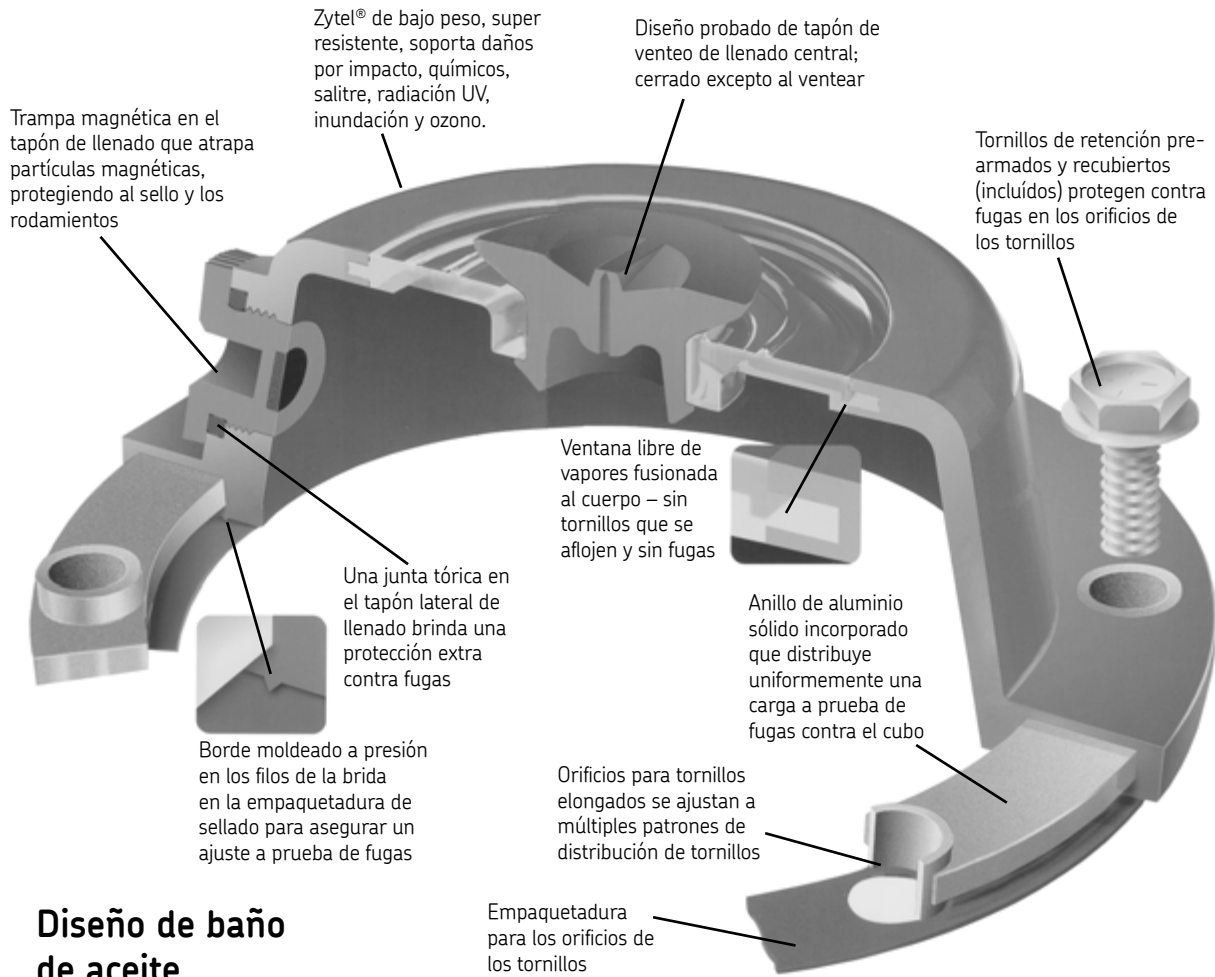 Zytel® de bajo peso, super
resistente, soporta daños
por impacto, químicos,
salitre, radiación UV,
inundación y ozono.
Diseño probado de tapón de
venteo de llenado central;
cerrado excepto al ventear
Trampa magnética en el
tapón de llenado que atrapa
partículas magnéticas,
protegiendo al sello y los
rodamientos
Tornillos de retención pre-
armados y recubiertos
(incluídos) protegen contra
fugas en los orificios de
los tornillos
Ventana libre de
vapores fusionada
al cuerpo – sin
tornillos que se
aflojen y sin fugas
Una junta tórica en
el tapón lateral de
llenado brinda una
protección extra
contra fugas
Anillo de aluminio
sólido incorporado
que distribuye
uniformemente una
carga a prueba de
fugas contra el cubo
Borde moldeado a presión
en los filos de la brida
en la empaquetadura de
sellado para asegurar un
ajuste a prueba de fugas
Orificios para tornillos
elongados se ajustan a
múltiples patrones de
distribución de tornillos
Empaquetadura
para los orificios de
los tornillos
Diseño de baño
de aceite